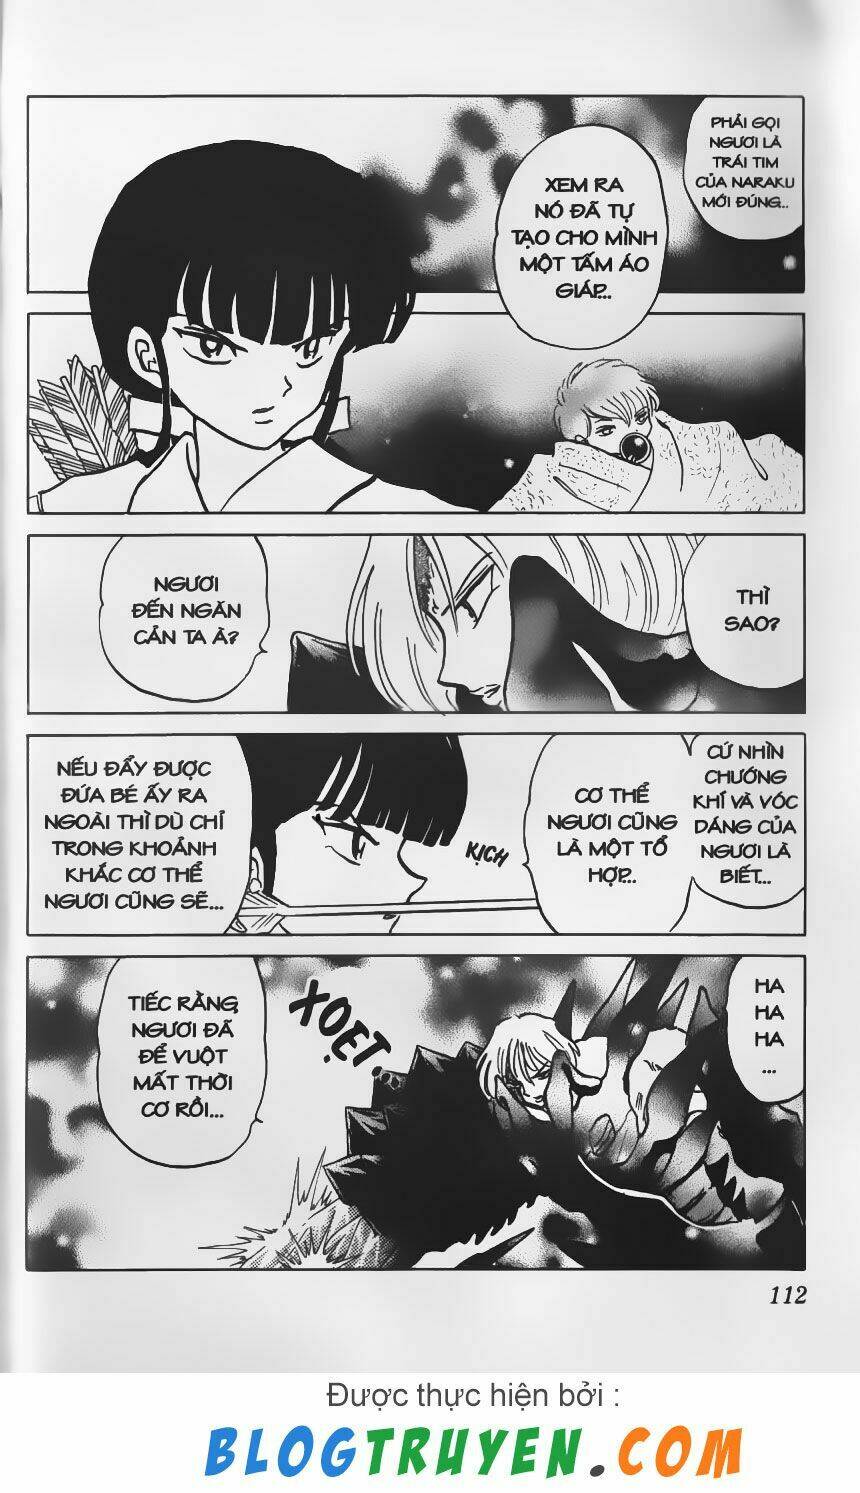 PHẢI GỌI
NGƯƠI LÀ
TRÁI TIM
CỦA NARAKU
MỚI ĐÚNG...
XEM RA
NÓ ĐÃ TỰ
TẠO CHO MÌNH
MỘT TẤM ÁO
GIÁP...
THÌ
SAO?
NGƯƠI
ĐẾN NGĂN
CẢN TA À?
CỨ NHÌN
CHƯỚNG
KHÍ VÀ VÓC
DÁNG CỦA
NGƯƠI LÀ
BIẾT...
CƠ THỂ
NGƯƠI CŨNG
LÀ MỘT TỔ
HỢP...
KỊCH
NẾU ĐẨY ĐƯỢC
ĐỨA BÉ ẤY RA
NGOÀI THÌ DÙ CHỈ
TRONG KHOẢNH
KHẮC CƠ THỂ
NGƯƠI CŨNG SẼ...
HA
HA
HA
...
XOẸT
TIẾC RẰNG,
NGƯƠI ĐÃ
ĐỂ VUỘT
MẤT THỜI
CƠ RỒI...
112
Được thực hiện bởi :
BLOGTRUYEN.COM